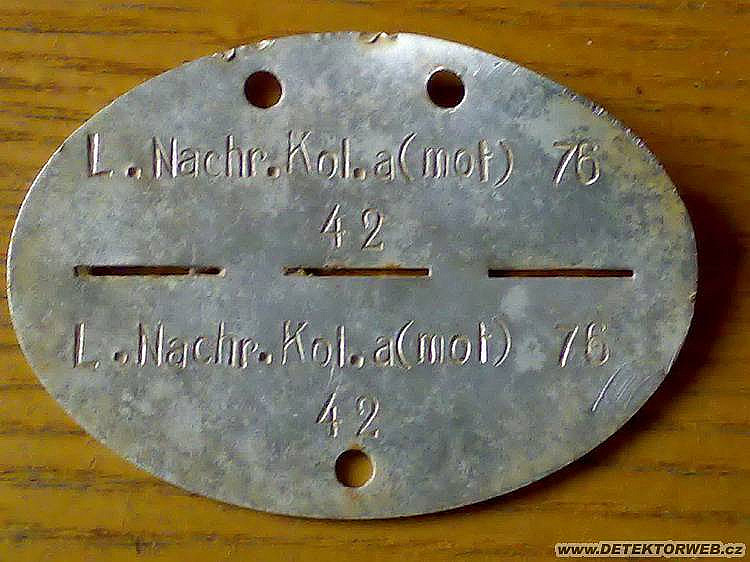 L.Nachr.Kol.a(mot) 76
42
L.Nachr.Kol.a(mot) 76
42
www.DETEKTORWEB.cz